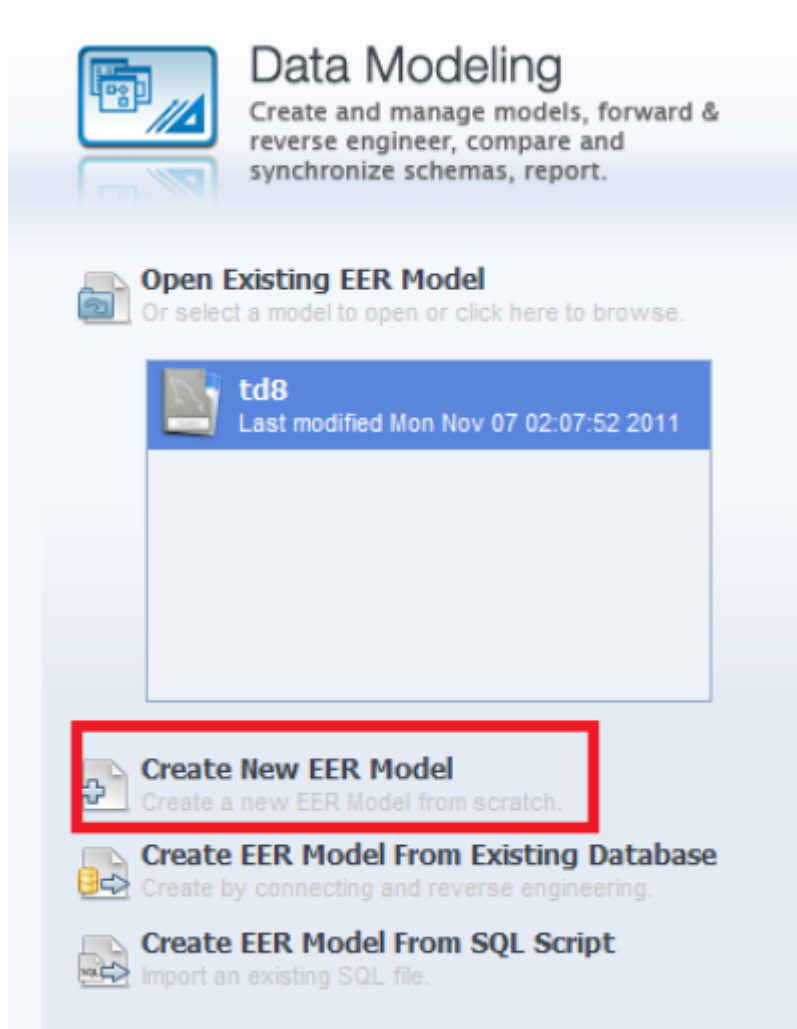 Data Modeling
Create and manage models, forward &
reverse engineer, compare and
synchronize schemas, report.
Open Existing EER Model
Or select a model to open or click here to browse.
td8
Last modified Mon Nov 07 02:07:52 2011
Create New EER Model
Create a new EER Model from scratch.
Create EER Model From Existing Database
Create by connecting and reverse engineering.
Create EER Model From SQL Script
SQL
Import an existing SQL file.